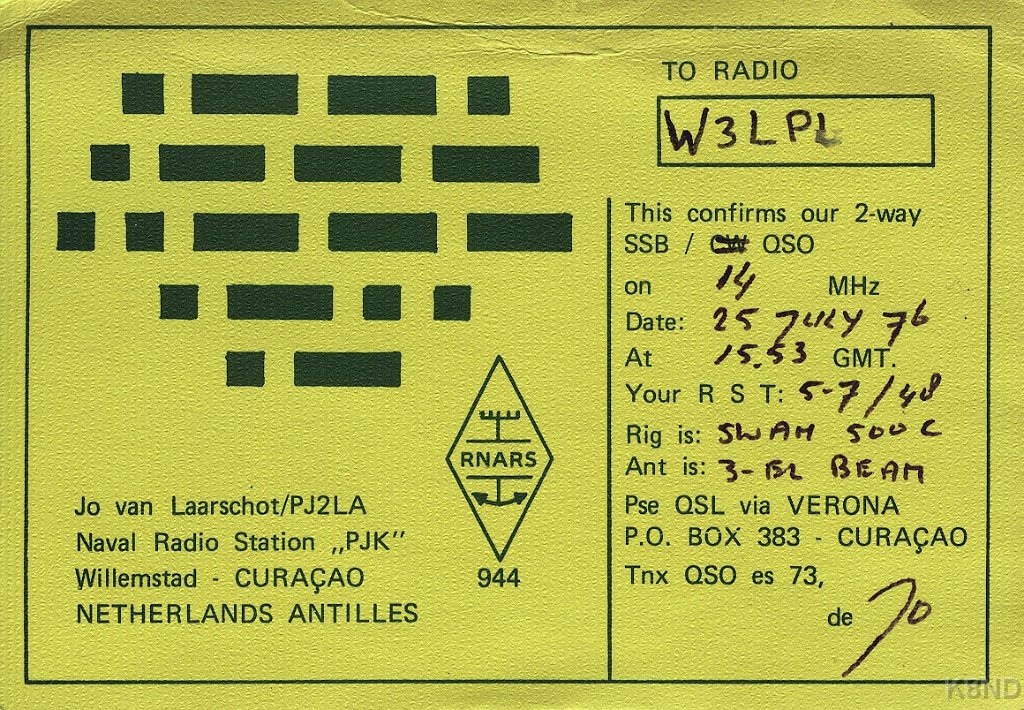 TO RADIO
W3LPL
This confirms our 2-way
SSB / CW QSO
on 14 MHz
Date: 25 JULY 76
At 15.53 GMT.
Your R S T: 5-7/48
Rig is: SWAN 500 C
Ant is: 3-EL BEAM
Pse QSL via VERONA
P.O. BOX 383 - CURAÇAO
Tnx QSO es 73,
de Jo
RNARS
944
Jo van Laarschot/PJ2LA
Naval Radio Station „PJK”
Willemstad - CURAÇAO
NETHERLANDS ANTILLES
K8ND